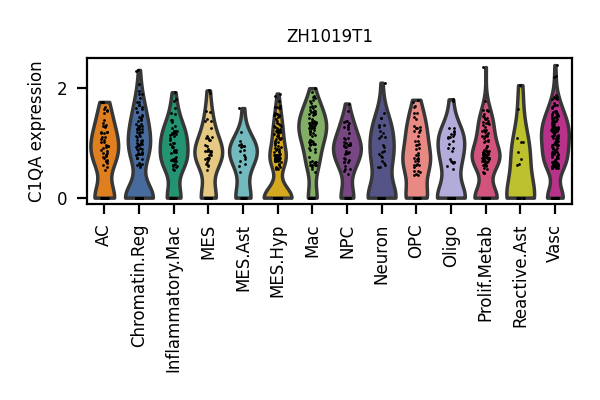 ZH1019T1
C1QA expression
2
0
AC
Chromatin.Reg
Inflammatory.Mac
MES
MES.Ast
MES.Hyp
Mac
NPC
Neuron
OPC
Oligo
Prolif.Metab
Reactive.Ast
Vasc